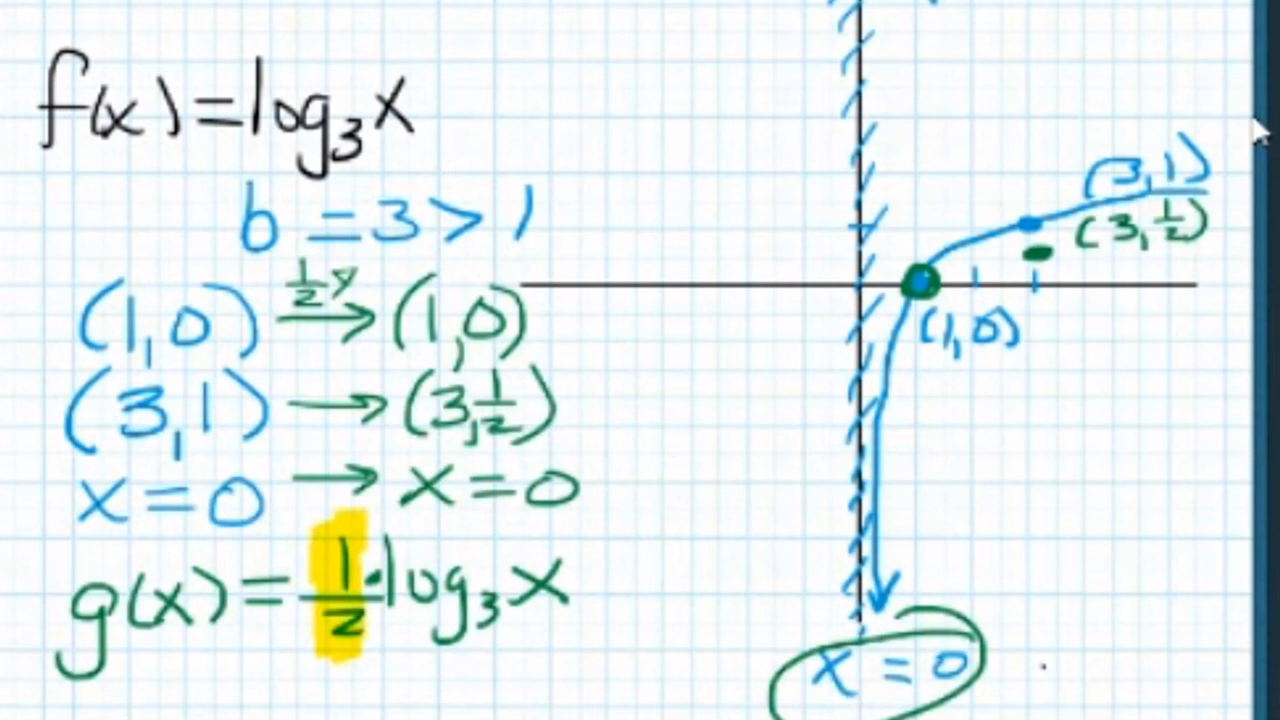 f(x) = log₃x
b = 3 > 1
(1,0) ½y → (1,0)
(3,1) → (3,½)
x = 0 → x = 0
g(x) = ½·log₃x
(3,1)
(3,½)
(1,0)
x = 0